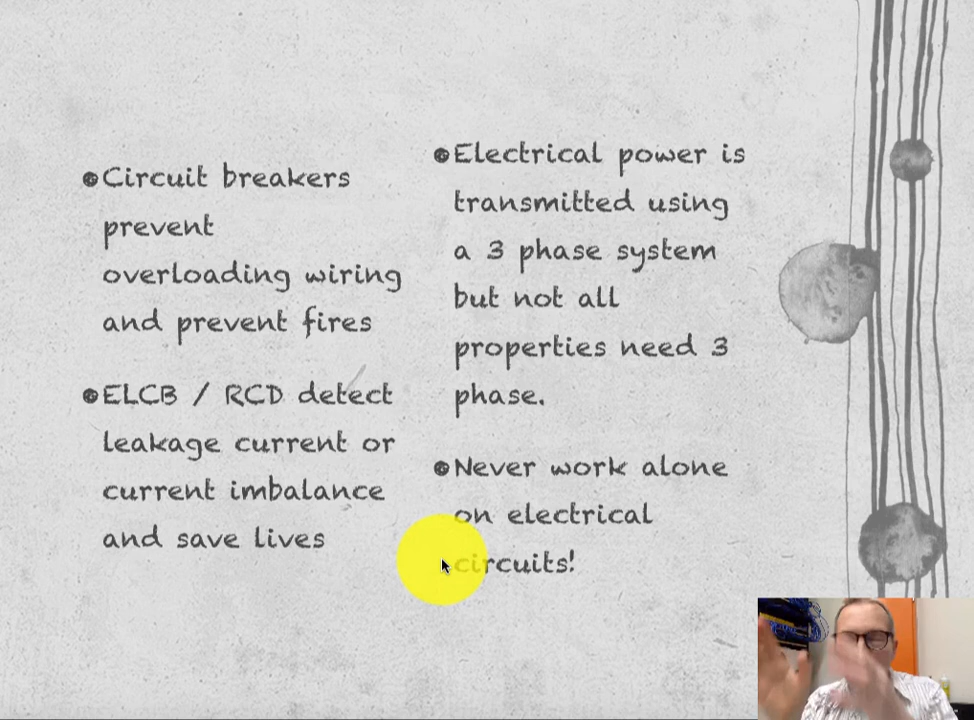 Circuit breakers
prevent
overloading wiring
and prevent fires
ELCB / RCD detect
leakage current or
current imbalance
and save lives
Electrical power is
transmitted using
a 3 phase system
but not all
properties need 3
phase.
Never work alone
on electrical
circuits!